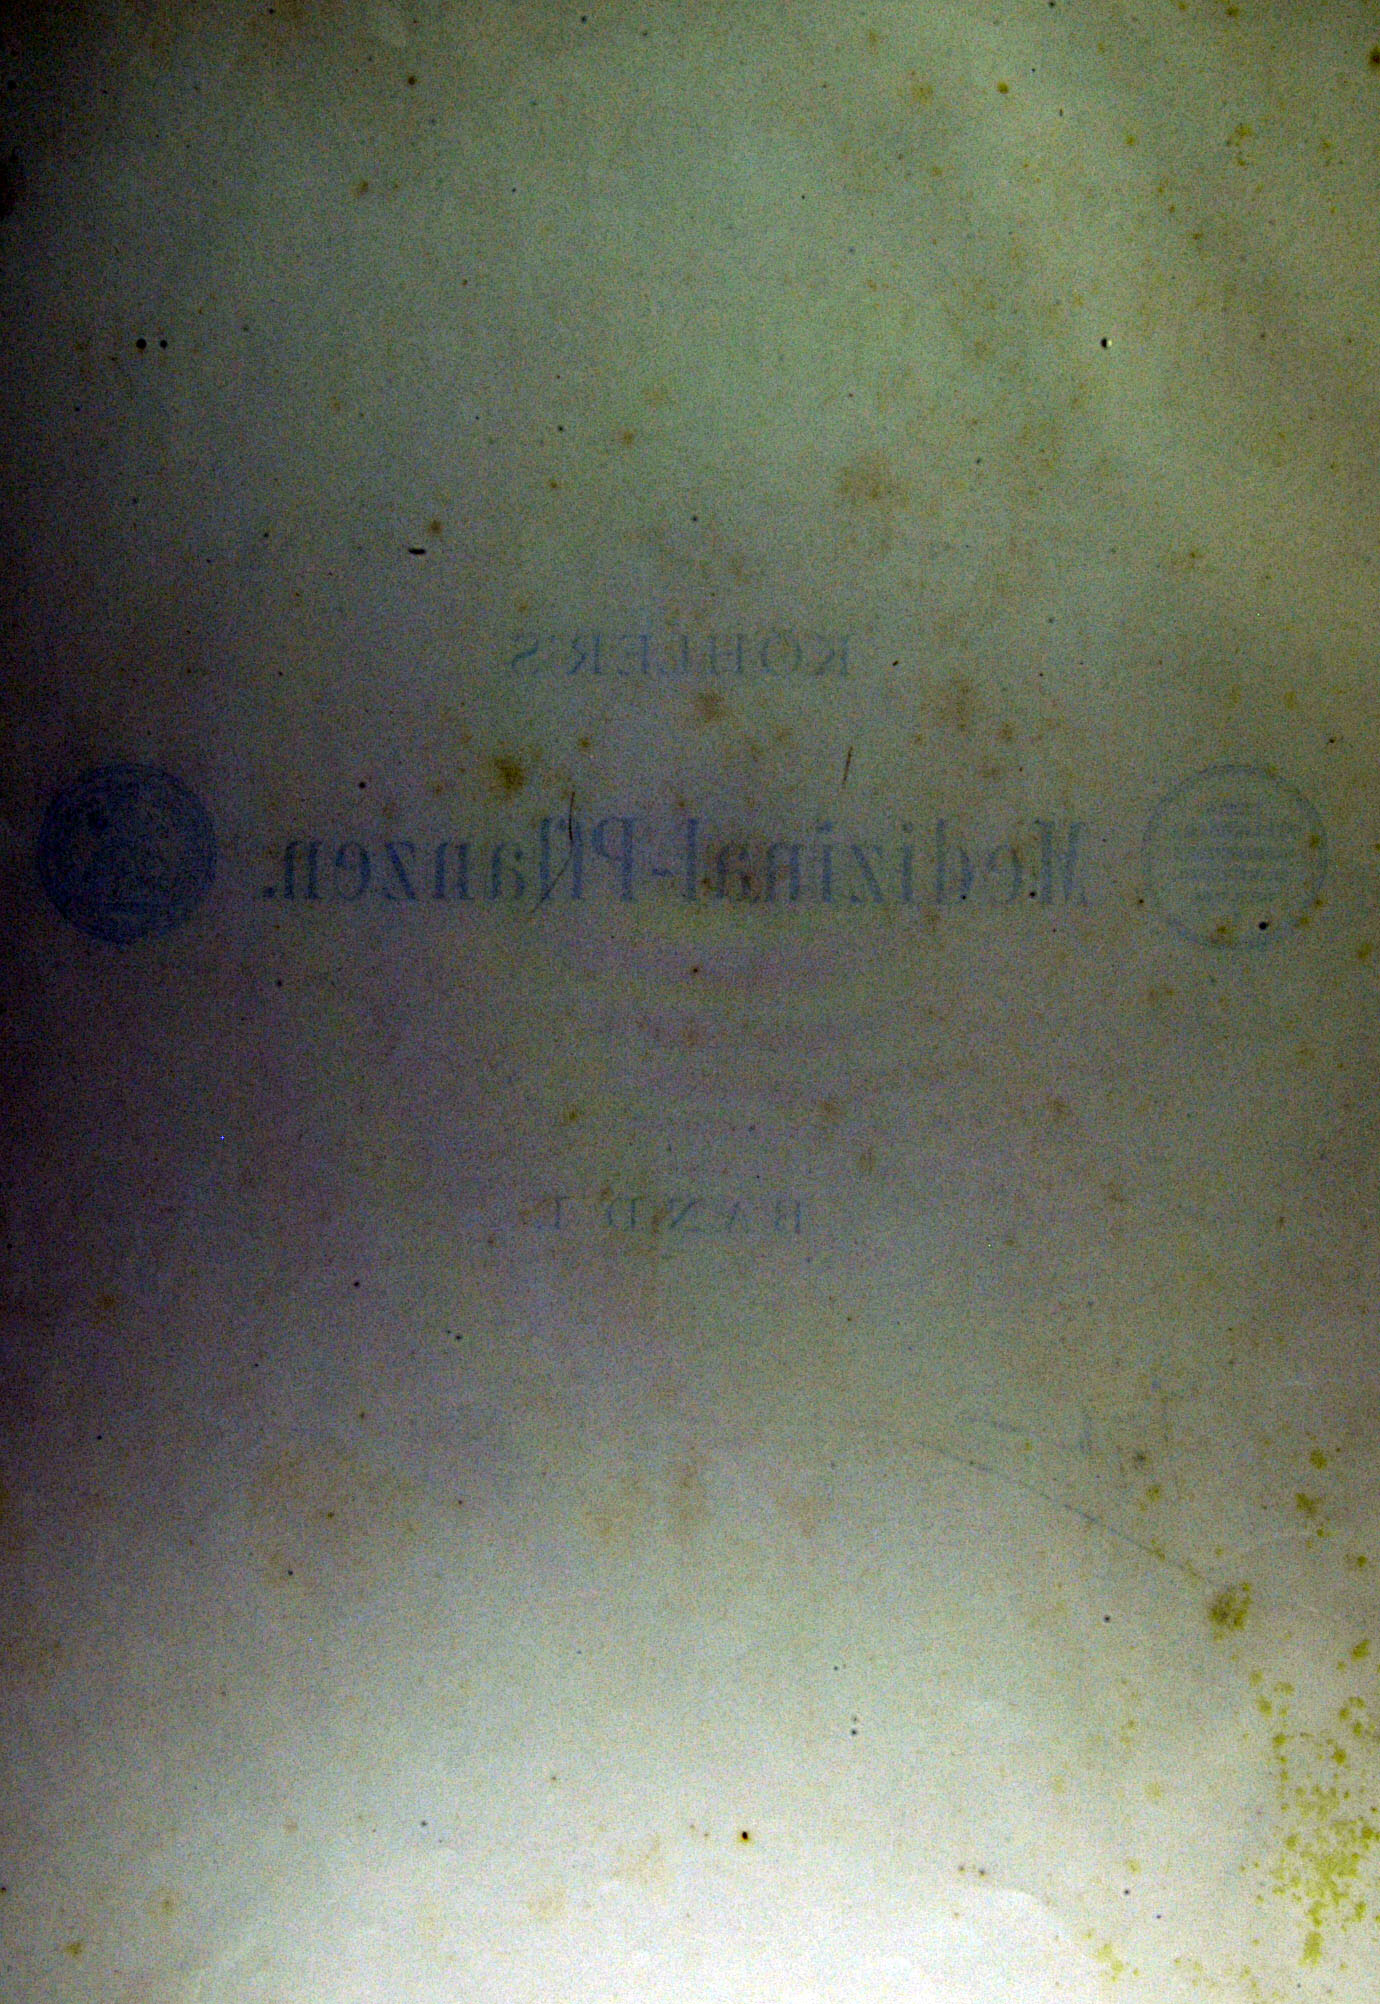 KÖHLER'S
Medizinal-Pflanzen.
BAND I.